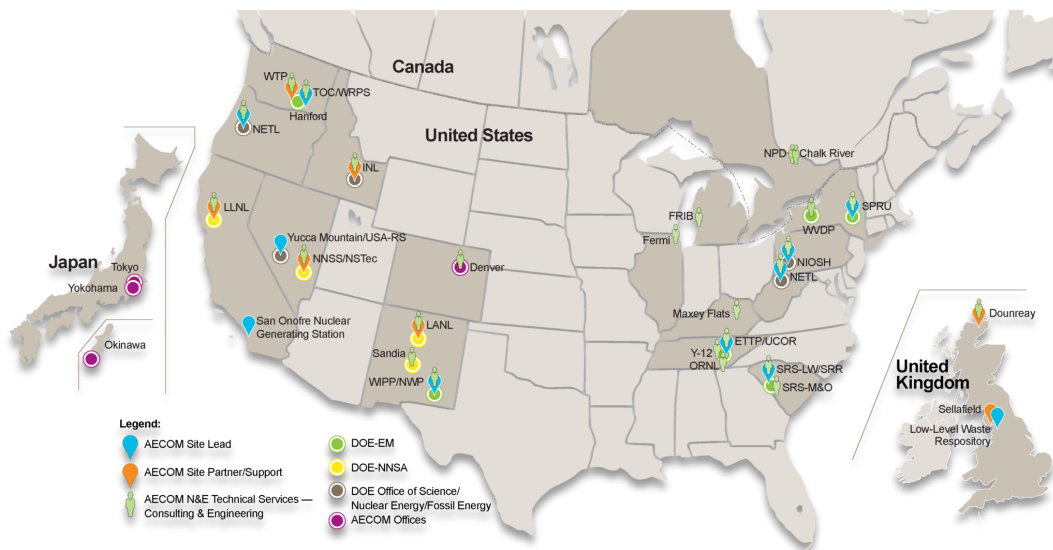 Canada
WTP
TOC/WRPS
Hanford
NETL
United States
INL
NPD
Chalk River
LLNL
FRIB
Fermi
SPRU
WVDP
Yucca Mountain/USA-RS
NNSS/NSTec
Denver
NIOSH
NETL
Japan
Tokyo
Yokohama
Okinawa
San Onofre Nuclear
Generating Station
LANL
Sandia
WIPP/NWP
Maxey Flats
ETTP/UCOR
Y-12
ORNL
SRS-LW/SRR
SRS-M&O
Dounreay
United
Kingdom
Sellafield
Low-Level Waste
Respository
Legend:
AECOM Site Lead
AECOM Site Partner/Support
AECOM N&E Technical Services —
Consulting & Engineering
DOE-EM
DOE-NNSA
DOE Office of Science/
Nuclear Energy/Fossil Energy
AECOM Offices